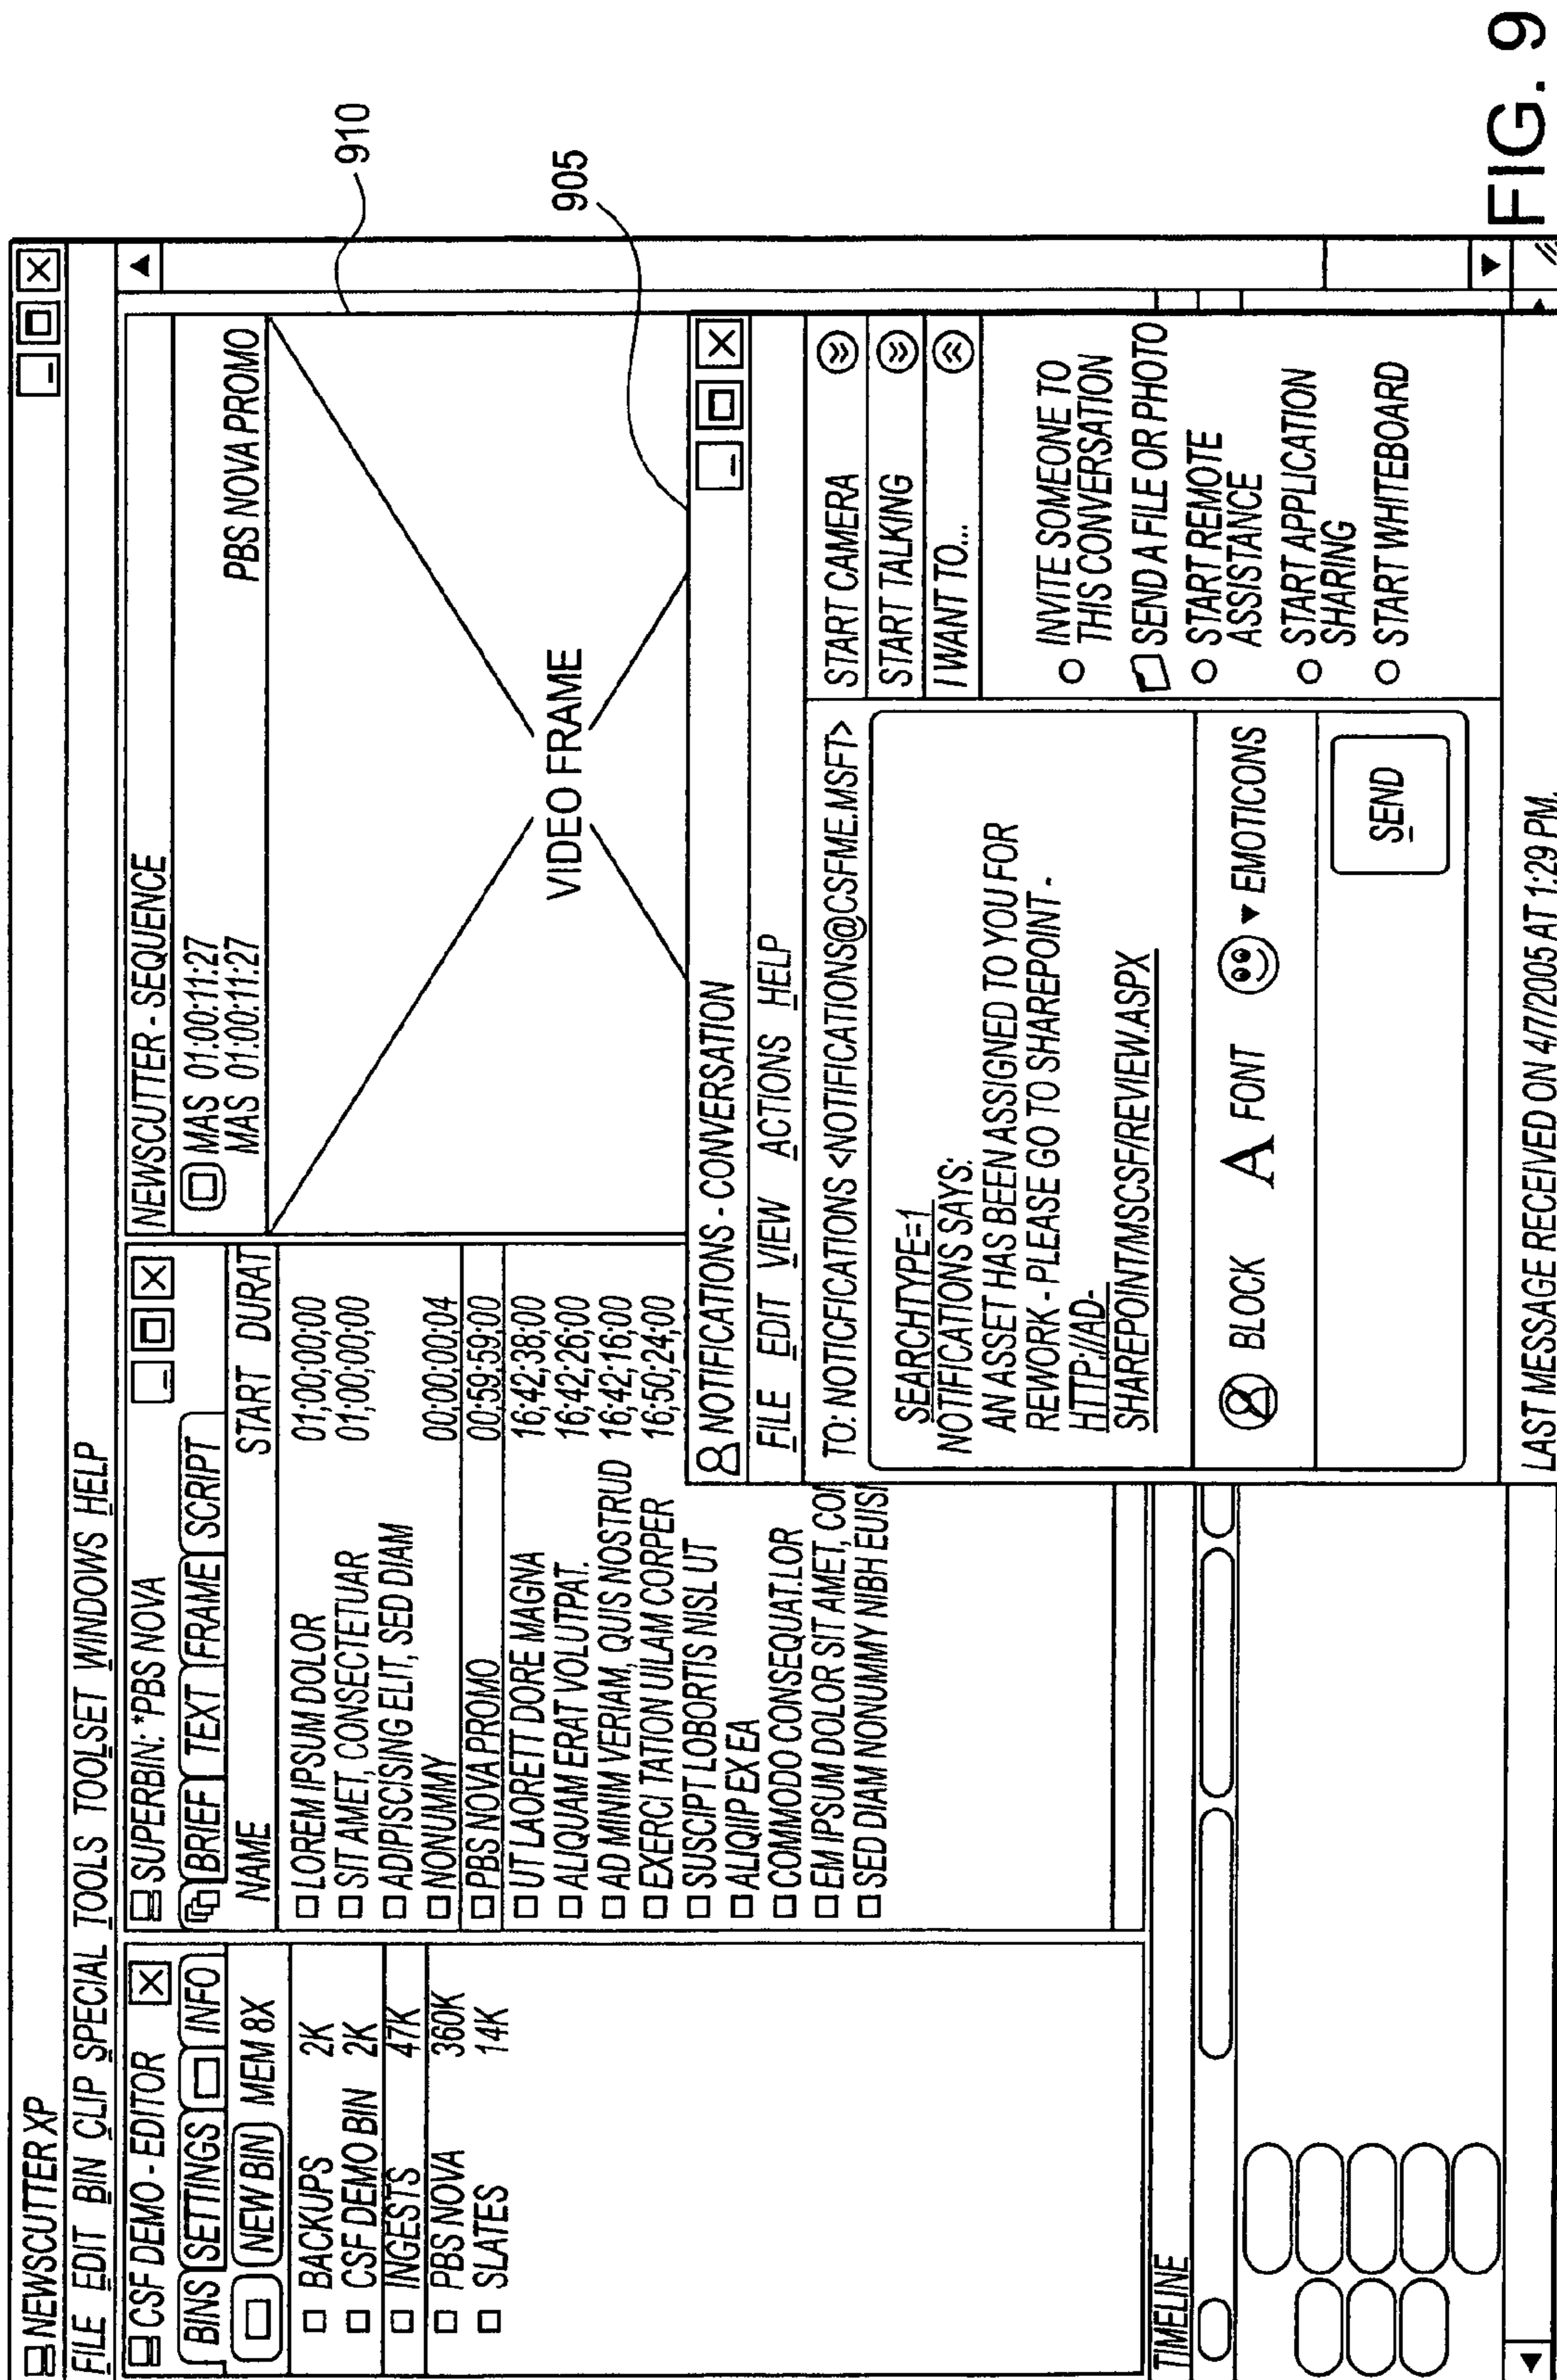 NEWSCUTTER XP
FILE EDIT BIN CLIP SPECIAL TOOLS TOOLSET WINDOWS HELP
CSF DEMO - EDITOR
BINS SETTINGS INFO
NEW BIN MEM 8X
BACKUPS 2K
CSF DEMO BIN 2K
INGESTS 47K
PBS NOVA 360K
SLATES 14K
SUPERBIN: *PBS NOVA
BRIEF TEXT FRAME SCRIPT
NAME START DURAT
LOREM IPSUM DOLOR 01;00;00;00
SIT AMET, CONSECTETUAR 01;00;00;00
ADIPISCISING ELIT, SED DIAM
NONUMMY 00;00;00;04
PBS NOVA PROMO 00;59;59;00
UT LAORETT DORE MAGNA 16;42;38;00
ALIQUAM ERAT VOLUTPAT. 16;42;26;00
AD MINIM VERIAM, QUIS NOSTRUD 16;42;16;00
EXERCI TATION UILAM CORPER 16;50;24;00
SUSCIPT LOBORTIS NISL UT
ALIQIIP EX EA
COMMODO CONSEQUAT.LOR
EM IPSUM DOLOR SIT AMET, CON
SED DIAM NONUMMY NIBH EUISI
NEWSCUTTER - SEQUENCE
MAS 01:00:11:27
MAS 01:00:11:27 PBS NOVA PROMO
VIDEO FRAME
910
905
NOTIFICATIONS - CONVERSATION
FILE EDIT VIEW ACTIONS HELP
TO: NOTICFICATIONS <NOTIFICATIONS@CSFME.MSFT>
SEARCHTYPE=1
NOTIFICATIONS SAYS:
AN ASSET HAS BEEN ASSIGNED TO YOU FOR
REWORK - PLEASE GO TO SHAREPOINT -
HTTP://AD-
SHAREPOINT/MSCSF/REVIEW.ASPX
BLOCK A FONT EMOTICONS
SEND
START CAMERA
START TALKING
I WANT TO...
INVITE SOMEONE TO
THIS CONVERSATION
SEND A FILE OR PHOTO
START REMOTE
ASSISTANCE
START APPLICATION
SHARING
START WHITEBOARD
LAST MESSAGE RECEIVED ON 4/7/2005 AT 1:29 PM.
TIMELINE
FIG. 9